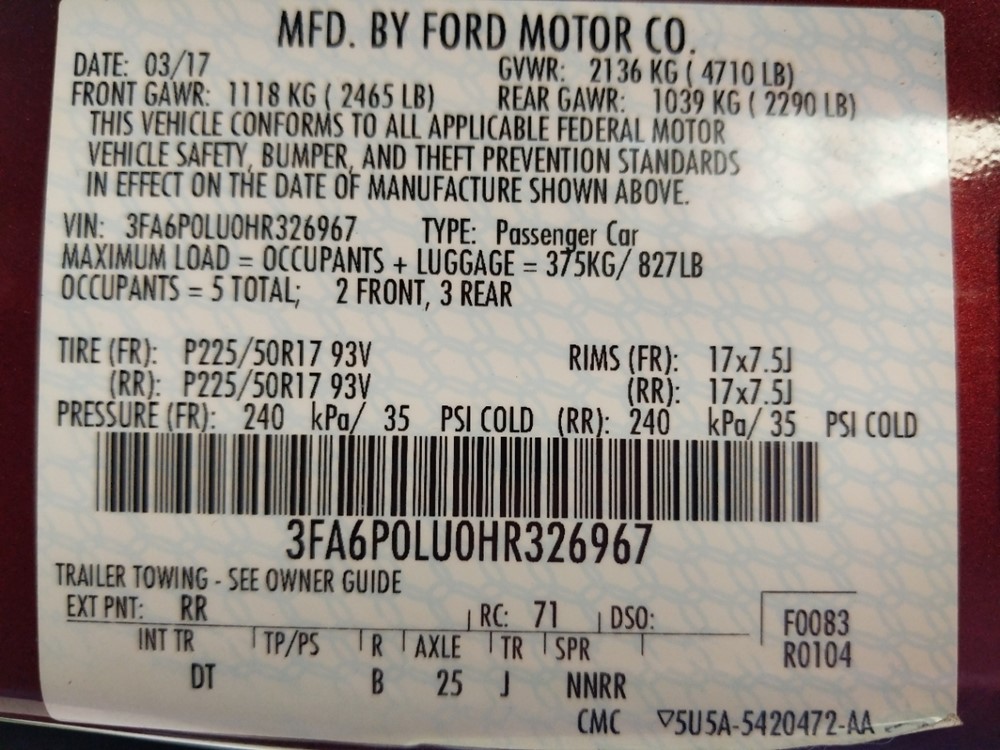 MFD. BY FORD MOTOR CO.
DATE: 03/17 GVWR: 2136 KG ( 4710 LB)
FRONT GAWR: 1118 KG ( 2465 LB) REAR GAWR: 1039 KG ( 2290 LB)
THIS VEHICLE CONFORMS TO ALL APPLICABLE FEDERAL MOTOR
VEHICLE SAFETY, BUMPER, AND THEFT PREVENTION STANDARDS
IN EFFECT ON THE DATE OF MANUFACTURE SHOWN ABOVE.
VIN: 3FA6P0LU0HR326967 TYPE: Passenger Car
MAXIMUM LOAD = OCCUPANTS + LUGGAGE = 375KG/ 827LB
OCCUPANTS = 5 TOTAL; 2 FRONT, 3 REAR
TIRE (FR): P225/50R17 93V RIMS (FR): 17x7.5J
(RR): P225/50R17 93V (RR): 17x7.5J
PRESSURE (FR): 240 kPa/ 35 PSI COLD (RR): 240 kPa/ 35 PSI COLD
3FA6P0LU0HR326967
TRAILER TOWING - SEE OWNER GUIDE
EXT PNT: RR RC: 71 DSO: F0083
INT TR TP/PS R AXLE TR SPR R0104
DT B 25 J NNRR
CMC ▽5U5A-5420472-AA